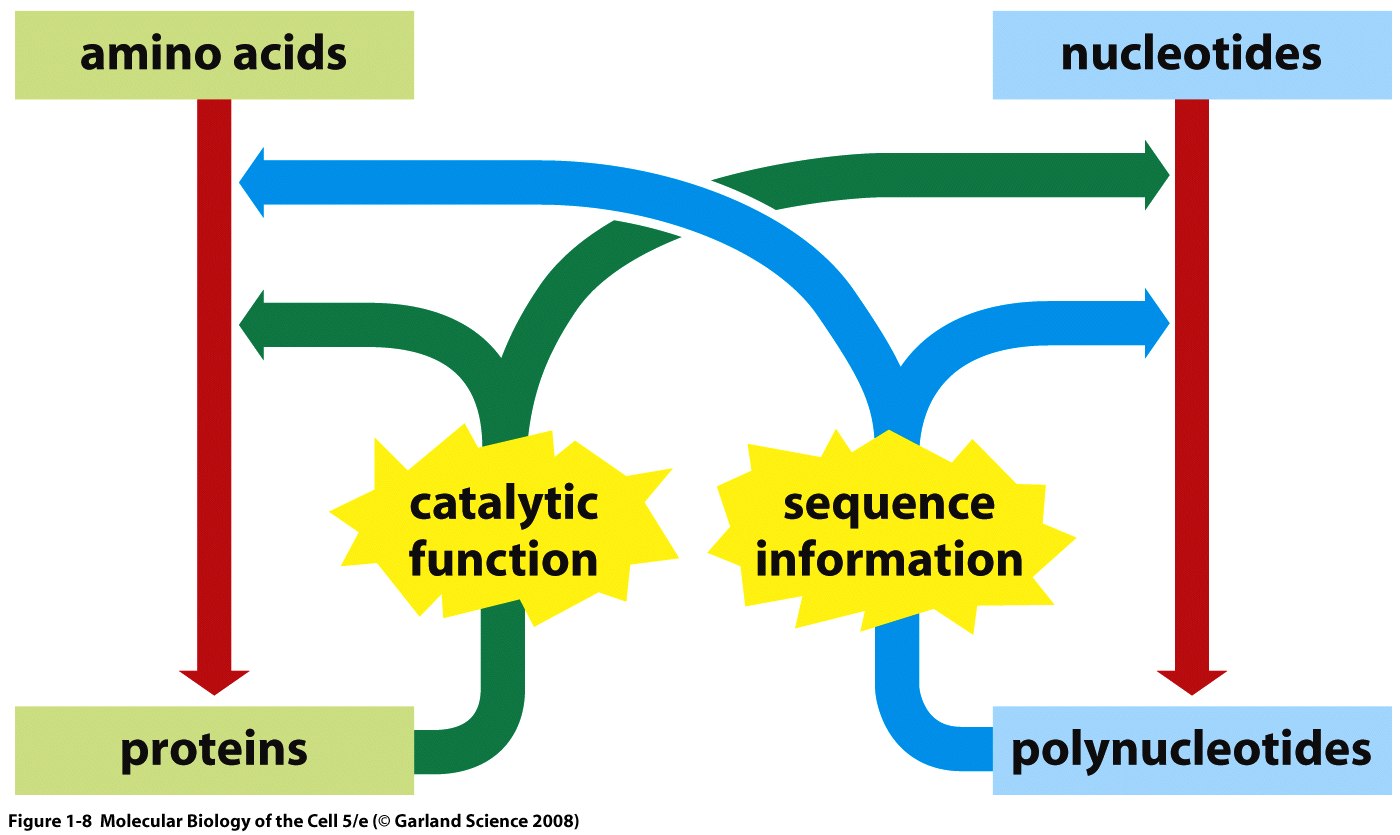 amino acids
nucleotides
catalytic
function
sequence
information
proteins
polynucleotides
Figure 1-8 Molecular Biology of the Cell 5/e (© Garland Science 2008)